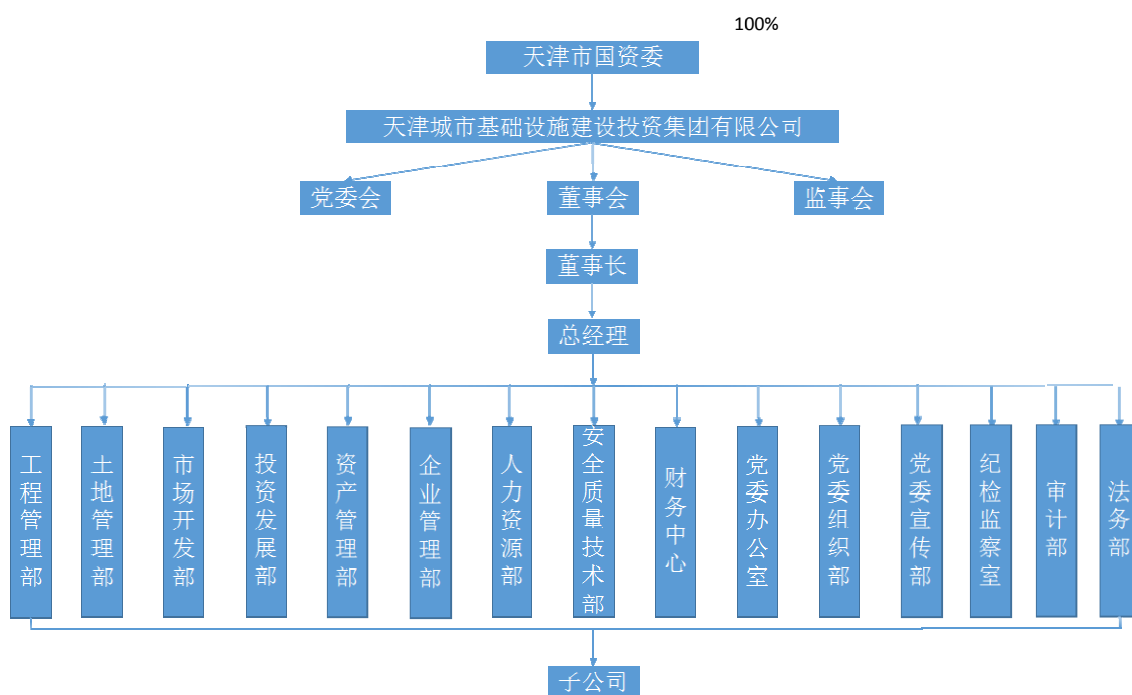 100%
天津市国资委
天津城市基础设施建设投资集团有限公司
党委会
董事会
监事会
董事长
总经理
工程管理部
土地管理部
市场开发部
投资发展部
资产管理部
企业管理部
人力资源部
安全质量技术部
财务中心
党委办公室
党委组织部
党委宣传部
纪检监察室
审计部
法务部
子公司